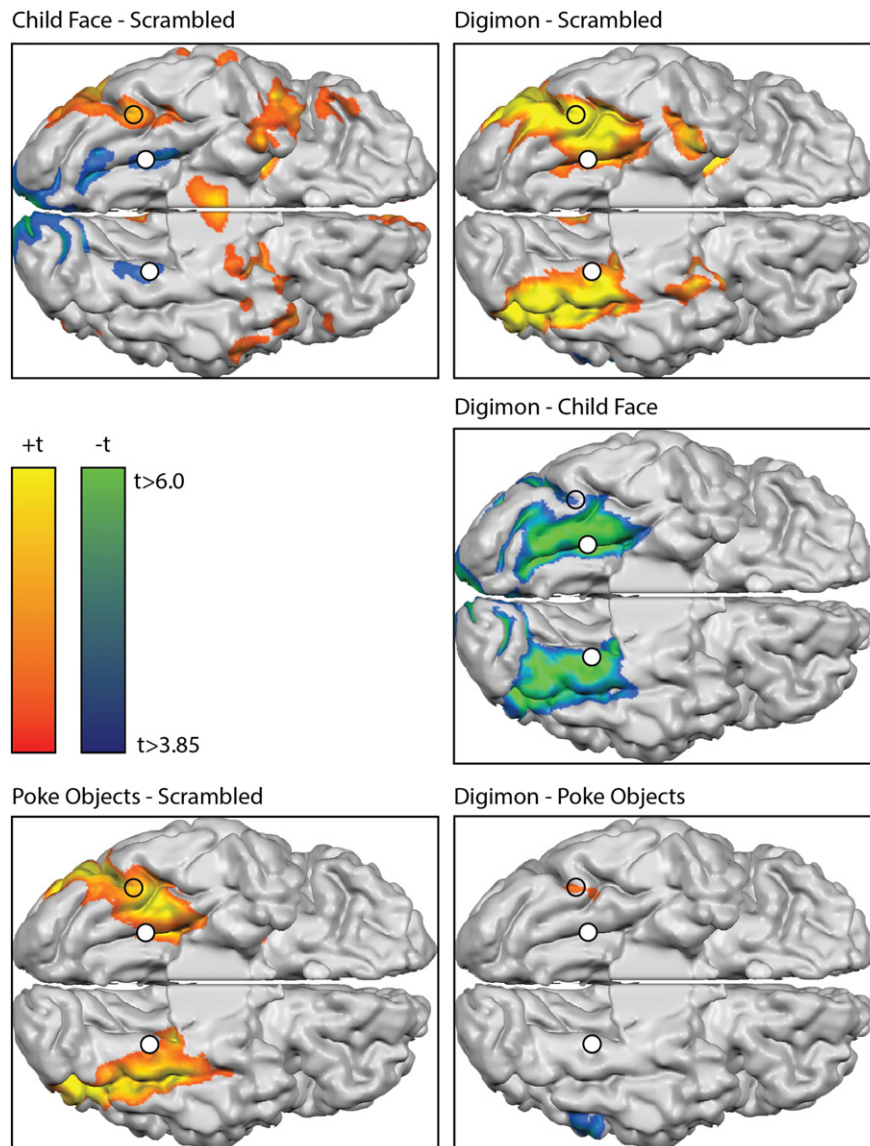 Child Face - Scrambled
Digimon - Scrambled
Digimon - Child Face
+t
-t
t>6.0
t>3.85
Poke Objects - Scrambled
Digimon - Poke Objects